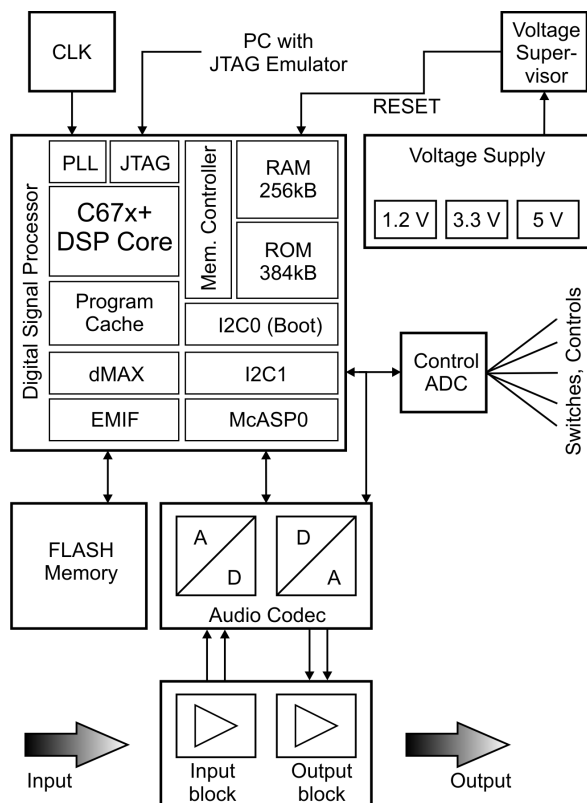 CLK
PC with
JTAG Emulator
Voltage
Super-
visor
RESET
Voltage Supply
1.2 V
3.3 V
5 V
Digital Signal Processor
PLL
JTAG
C67x+
DSP Core
Program
Cache
dMAX
EMIF
Mem. Controller
RAM
256kB
ROM
384kB
I2C0 (Boot)
I2C1
McASP0
Control
ADC
Switches, Controls
FLASH
Memory
A
D
D
A
Audio Codec
Input
Input
block
Output
block
Output